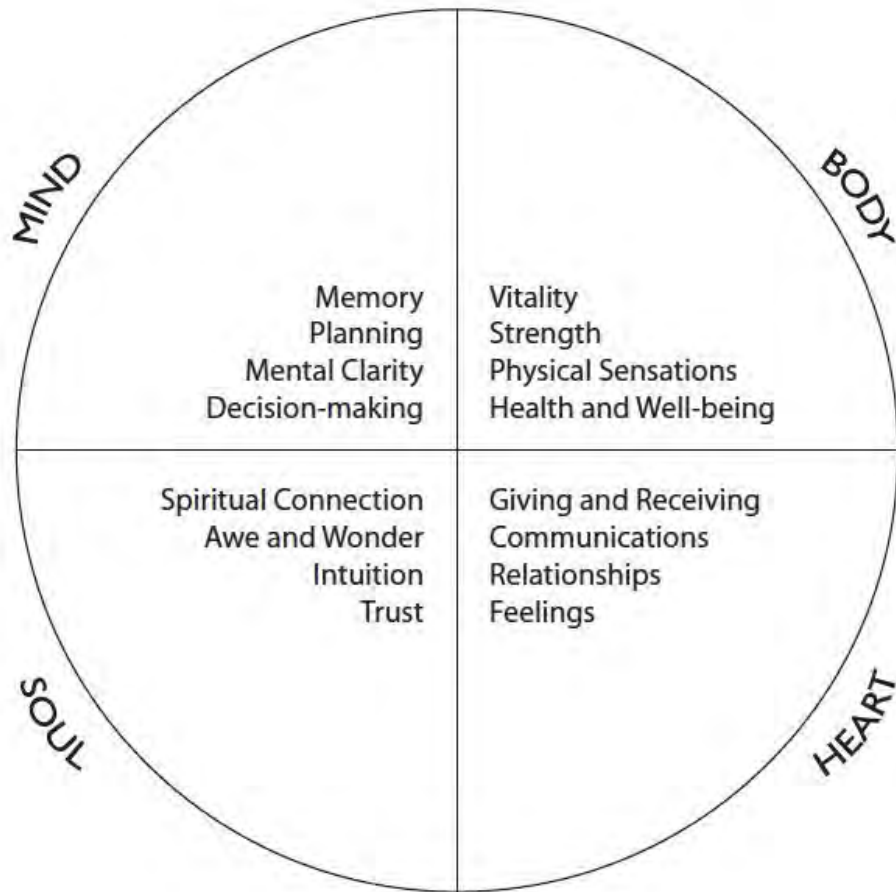 MIND
Memory
Planning
Mental Clarity
Decision-making
BODY
Vitality
Strength
Physical Sensations
Health and Well-being
SOUL
Spiritual Connection
Awe and Wonder
Intuition
Trust
HEART
Giving and Receiving
Communications
Relationships
Feelings